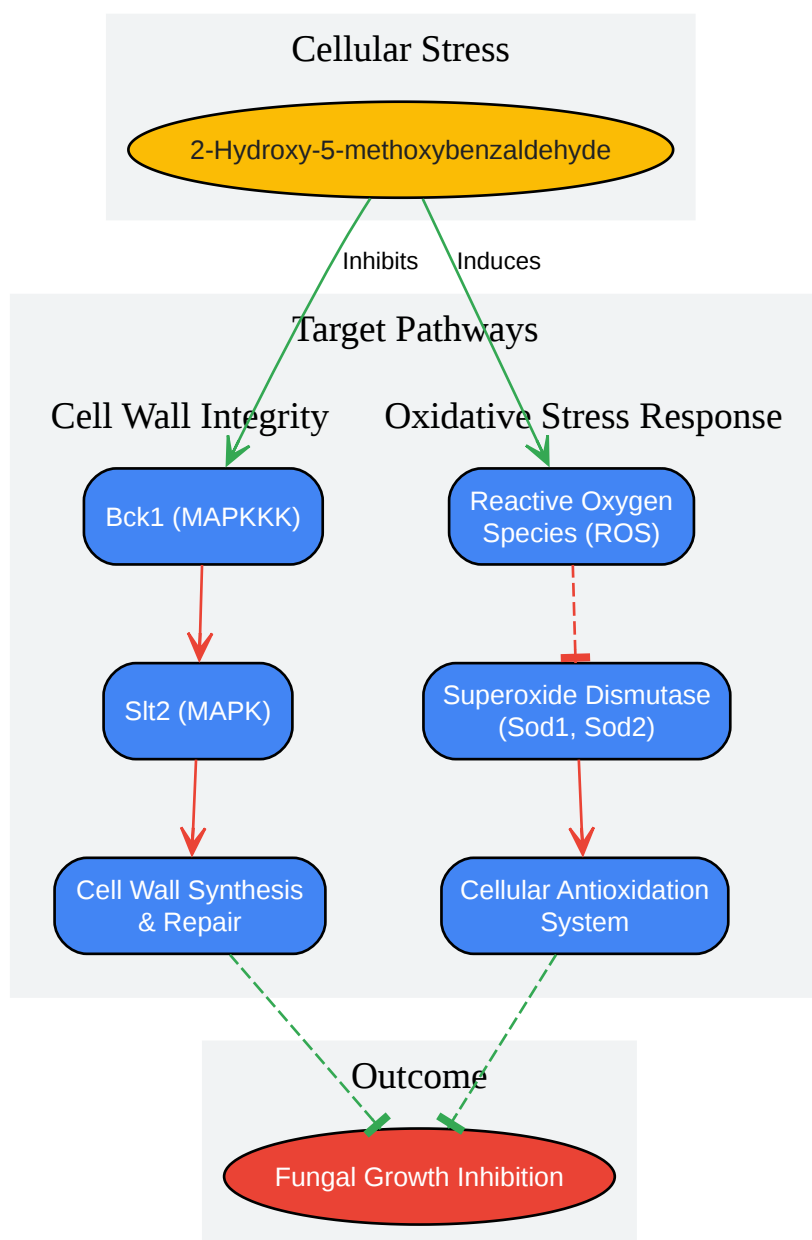 Cellular Stress
2-Hydroxy-5-methoxybenzaldehyde
Inhibits
Induces
Target Pathways
Cell Wall Integrity
Oxidative Stress Response
Bck1 (MAPKKK)
Reactive Oxygen
Species (ROS)
Slt2 (MAPK)
Superoxide Dismutase
(Sod1, Sod2)
Cell Wall Synthesis
& Repair
Cellular Antioxidation
System
Outcome
Fungal Growth Inhibition